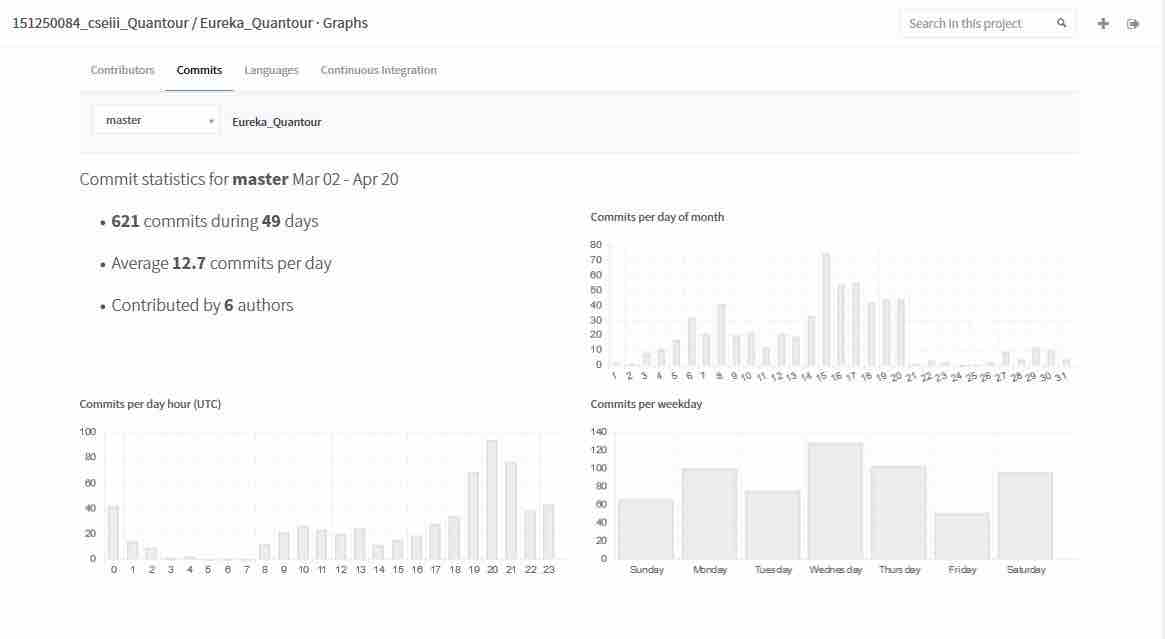 151250084_cseiii_Quantour / Eureka_Quantour · Graphs
Search in this project
Contributors Commits Languages Continuous Integration
master Eureka_Quantour
Commit statistics for master Mar 02 - Apr 20
• 621 commits during 49 days
• Average 12.7 commits per day
• Contributed by 6 authors
Commits per day of month
80
70
60
50
40
30
20
10
0
1 2 3 4 5 6 7 8 9 10 11 12 13 14 15 16 17 18 19 20 21 22 23 24 25 26 27 28 29 30 31
Commits per day hour (UTC)
100
80
60
40
20
0
0 1 2 3 4 5 6 7 8 9 10 11 12 13 14 15 16 17 18 19 20 21 22 23
Commits per weekday
140
120
100
80
60
40
20
0
Sunday Monday Tuesday Wednesday Thursday Friday Saturday